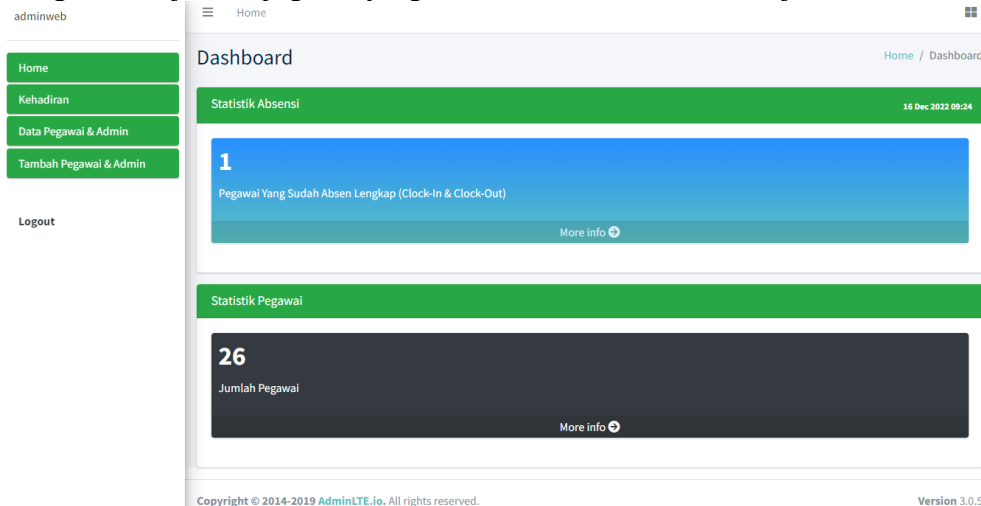 adminweb
Home
Kehadiran
Data Pegawai & Admin
Tambah Pegawai & Admin
Logout
Home
Dashboard
Home / Dashboard
Statistik Absensi
16 Dec 2022 09:24
1
Pegawai Yang Sudah Absen Lengkap (Clock-In & Clock-Out)
More info
Statistik Pegawai
26
Jumlah Pegawai
More info
Copyright © 2014-2019 AdminLTE.io. All rights reserved.
Version 3.0.5